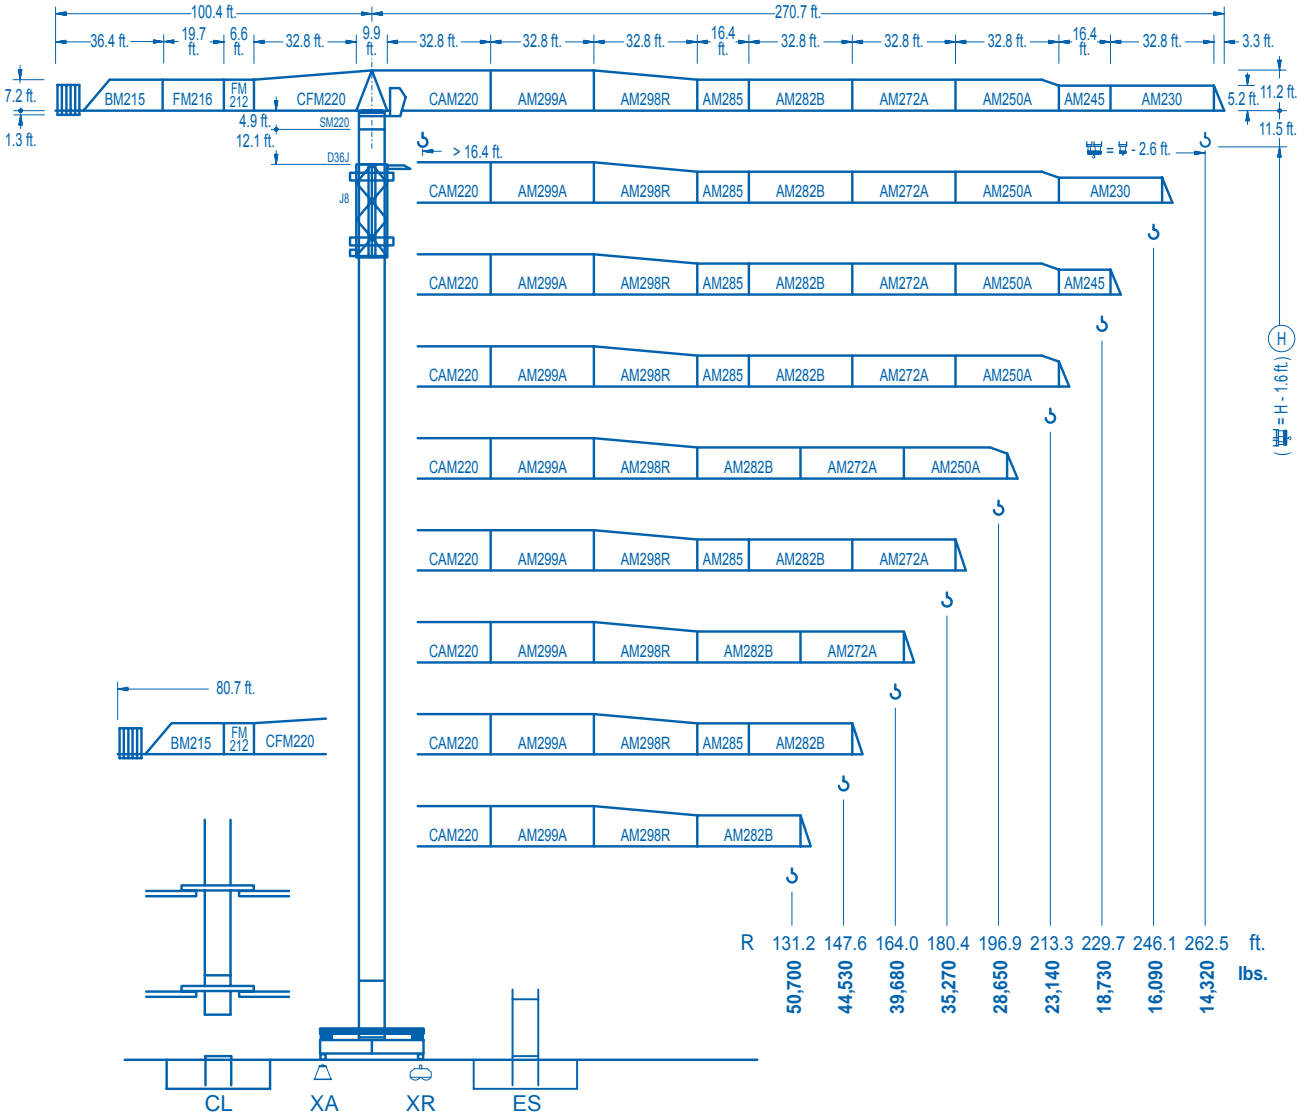 100.4 ft. 270.7 ft.
36.4 ft. 19.7 ft. 6.6 ft. 32.8 ft. 9.9 ft. 32.8 ft. 32.8 ft. 32.8 ft. 16.4 ft. 32.8 ft. 32.8 ft. 32.8 ft. 16.4 ft. 32.8 ft. 3.3 ft.
7.2 ft. BM215 FM216 FM 212 CFM220 CAM220 AM299A AM298R AM285 AM282B AM272A AM250A AM245 AM230 5.2 ft. 11.2 ft.
1.3 ft. 4.9 ft. SM220 11.5 ft.
12.1 ft. D36J > 16.4 ft. = - 2.6 ft.
J8 CAM220 AM299A AM298R AM285 AM282B AM272A AM250A AM230
CAM220 AM299A AM298R AM285 AM282B AM272A AM250A AM245
H
( = H - 1.6 ft.)
CAM220 AM299A AM298R AM285 AM282B AM272A AM250A
CAM220 AM299A AM298R AM282B AM272A AM250A
CAM220 AM299A AM298R AM285 AM282B AM272A
CAM220 AM299A AM298R AM282B AM272A
80.7 ft.
BM215 FM 212 CFM220 CAM220 AM299A AM298R AM285 AM282B
CAM220 AM299A AM298R AM282B
R 131.2 147.6 164.0 180.4 196.9 213.3 229.7 246.1 262.5 ft.
50,700 44,530 39,680 35,270 28,650 23,140 18,730 16,090 14,320 lbs.
CL XA XR ES